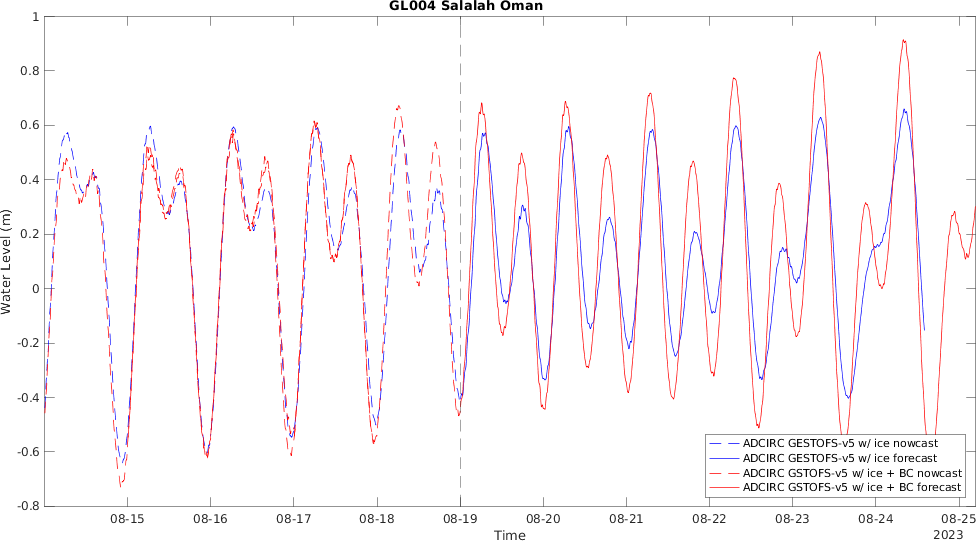 GL004 Salalah Oman
Water Level (m)
1
0.8
0.6
0.4
0.2
0
-0.2
-0.4
-0.6
-0.8
ADCIRC GESTOFS-v5 w/ ice nowcast
ADCIRC GESTOFS-v5 w/ ice forecast
ADCIRC GSTOFS-v5 w/ ice + BC nowcast
ADCIRC GSTOFS-v5 w/ ice + BC forecast
08-15 08-16 08-17 08-18 08-19 08-20 08-21 08-22 08-23 08-24 08-25
Time
2023